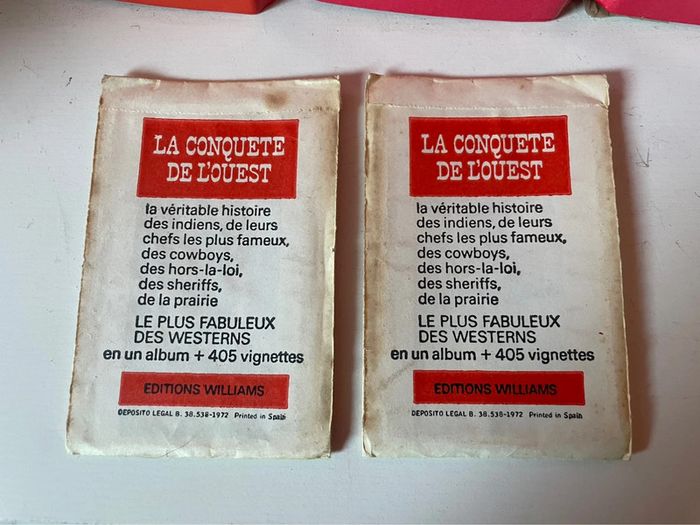 LA CONQUETE
DE L'OUEST
la véritable histoire
des indiens, de leurs
chefs les plus fameux,
des cowboys,
des hors-la-loi,
des sheriffs,
de la prairie
LE PLUS FABULEUX
DES WESTERNS
en un album + 405 vignettes
EDITIONS WILLIAMS
DEPOSITO LEGAL B. 38.538-1972 Printed in Spain
LA CONQUETE
DE L'OUEST
la véritable histoire
des indiens, de leurs
chefs les plus fameux,
des cowboys,
des hors-la-loi,
des sheriffs,
de la prairie
LE PLUS FABULEUX
DES WESTERNS
en un album + 405 vignettes
EDITIONS WILLIAMS
DEPOSITO LEGAL B. 38.538-1972 Printed in Spain